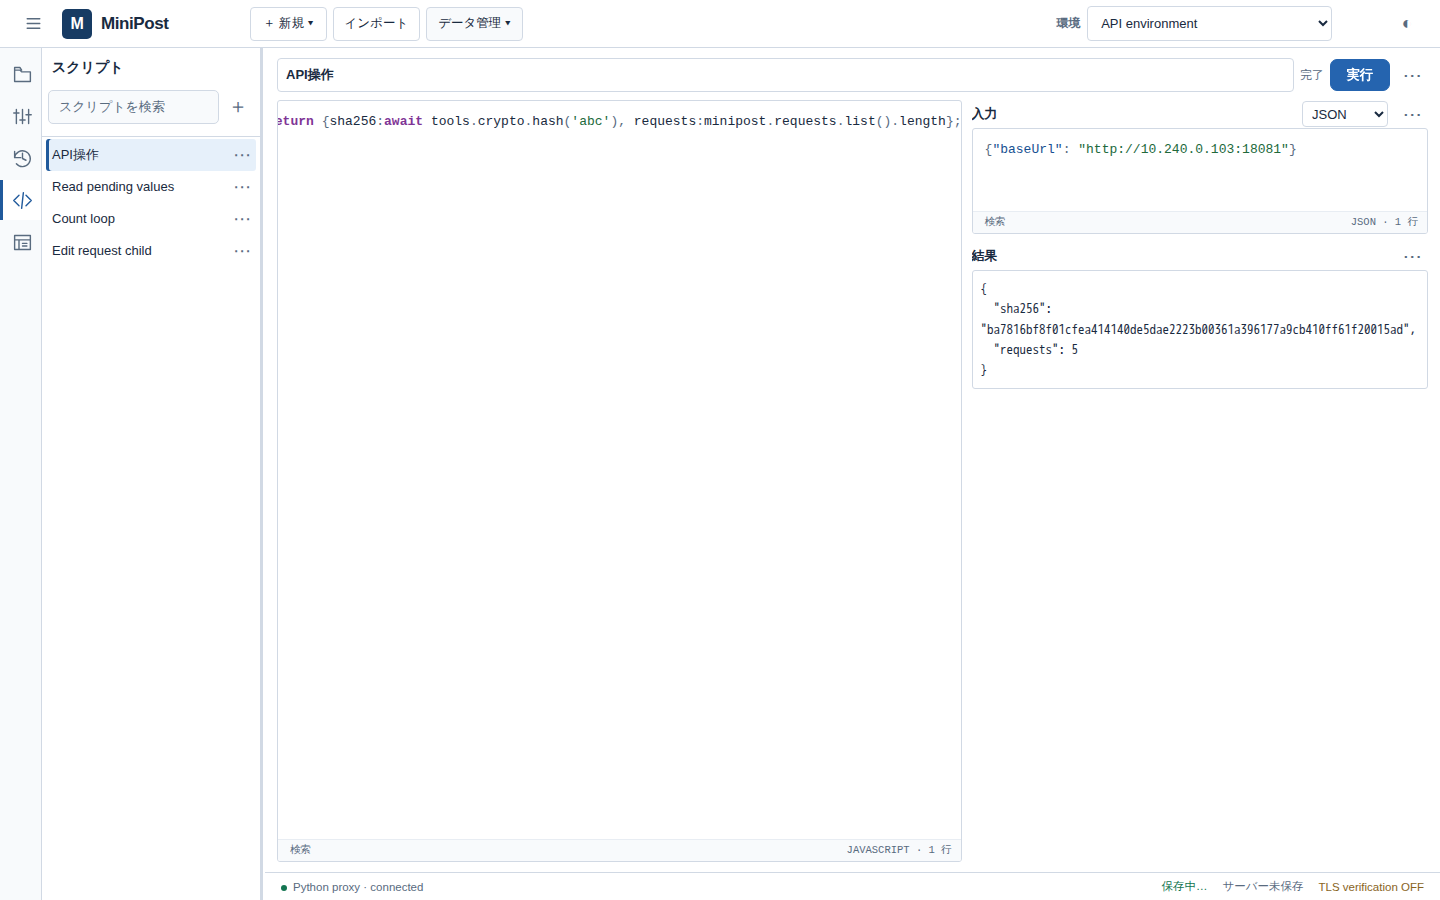 M MiniPost
＋ 新規 ▾
インポート
データ管理 ▾
環境
API environment
スクリプト
スクリプトを検索
＋
API操作
Read pending values
Count loop
Edit request child
API操作
完了
実行
eturn {sha256:await tools.crypto.hash('abc'), requests:minipost.requests.list().length};
検索
JAVASCRIPT · 1 行
入力
JSON
{"baseUrl": "http://10.240.0.103:18081"}
検索
JSON · 1 行
結果
{
"sha256":
"ba7816bf8f01cfea414140de5dae2223b00361a396177a9cb410ff61f20015ad",
"requests": 5
}
Python proxy · connected
保存中…
サーバー未保存
TLS verification OFF